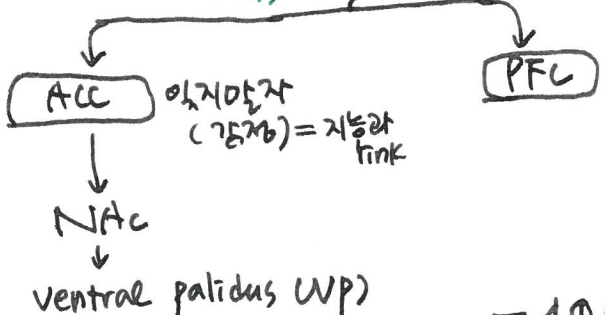 ACC
잊지말자
PFC
(감정) = 지능과
link
NAc
ventral palidus (VP)